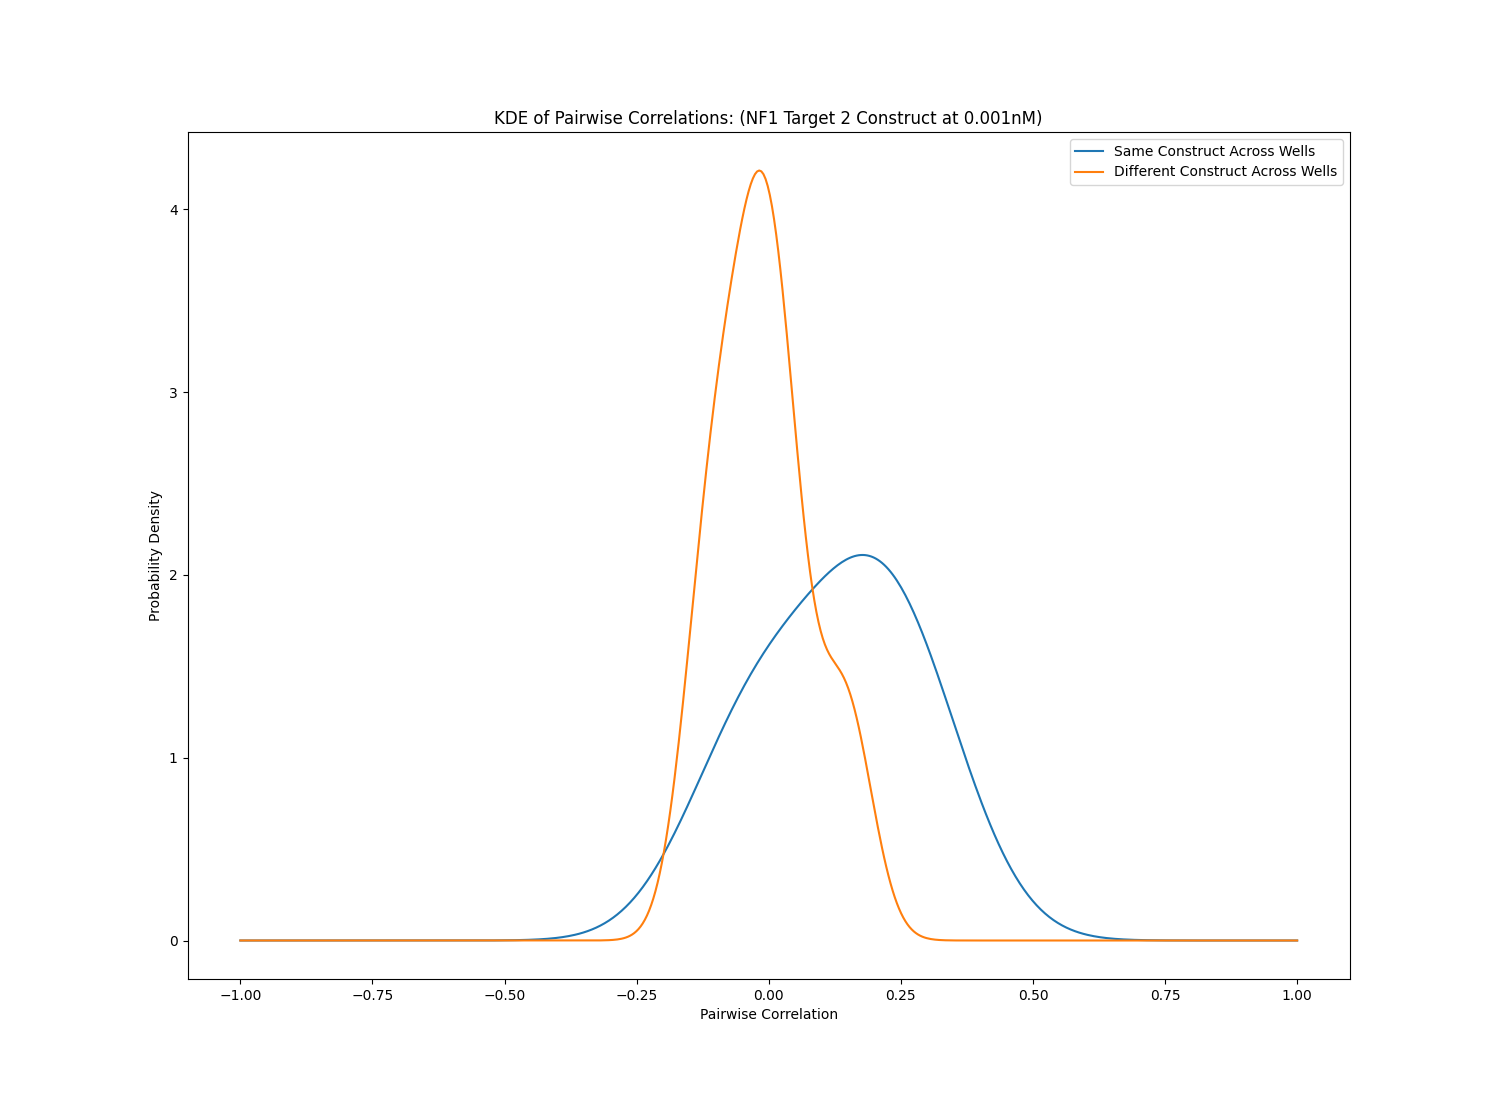 KDE of Pairwise Correlations: (NF1 Target 2 Construct at 0.001nM)
Same Construct Across Wells
Different Construct Across Wells
Probability Density
4
3
2
1
0
−1.00 −0.75 −0.50 −0.25 0.00 0.25 0.50 0.75 1.00
Pairwise Correlation